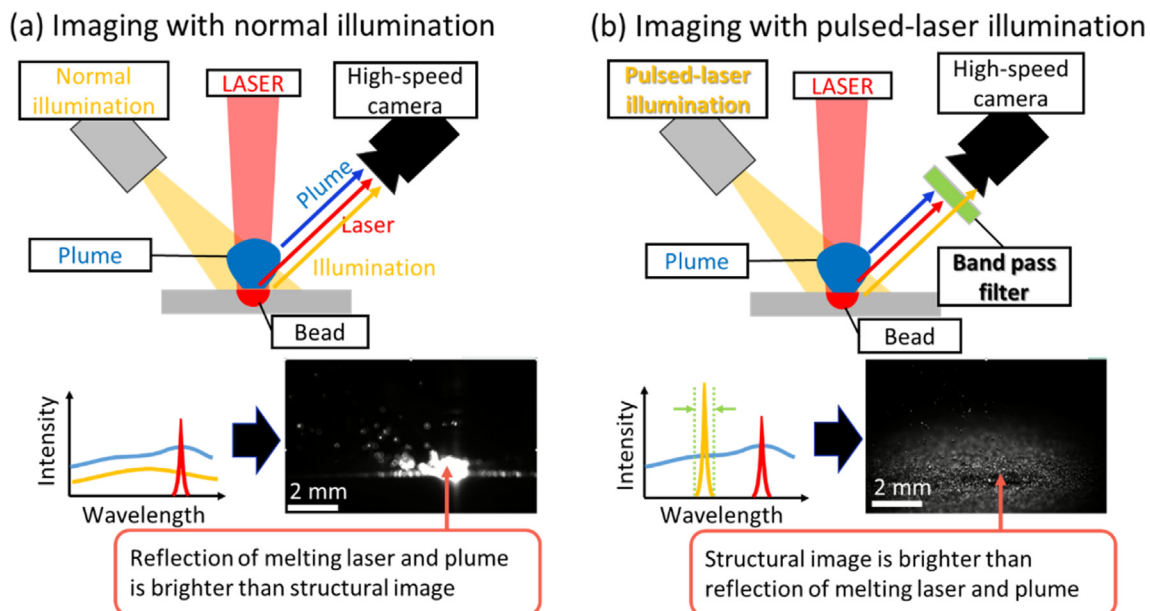 (a) Imaging with normal illumination
Normal
illumination
LASER
High-speed
camera
Plume
Laser
Illumination
Plume
Bead
Intensity
Wavelength
2 mm
Reflection of melting laser and plume
is brighter than structural image
(b) Imaging with pulsed-laser illumination
Pulsed-laser
illumination
LASER
High-speed
camera
Plume
Band pass
filter
Bead
Intensity
Wavelength
2 mm
Structural image is brighter than
reflection of melting laser and plume